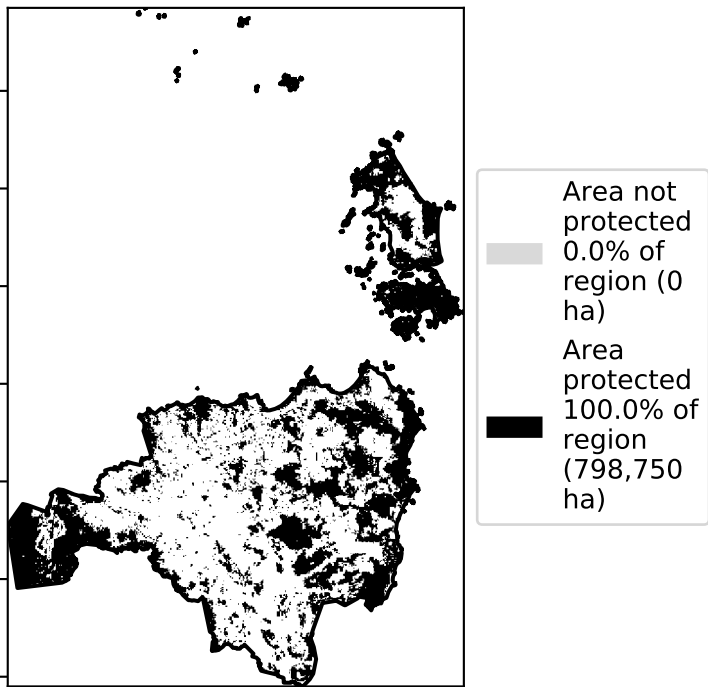 Area not
protected
0.0% of
region (0
ha)
Area
protected
100.0% of
region
(798,750
ha)